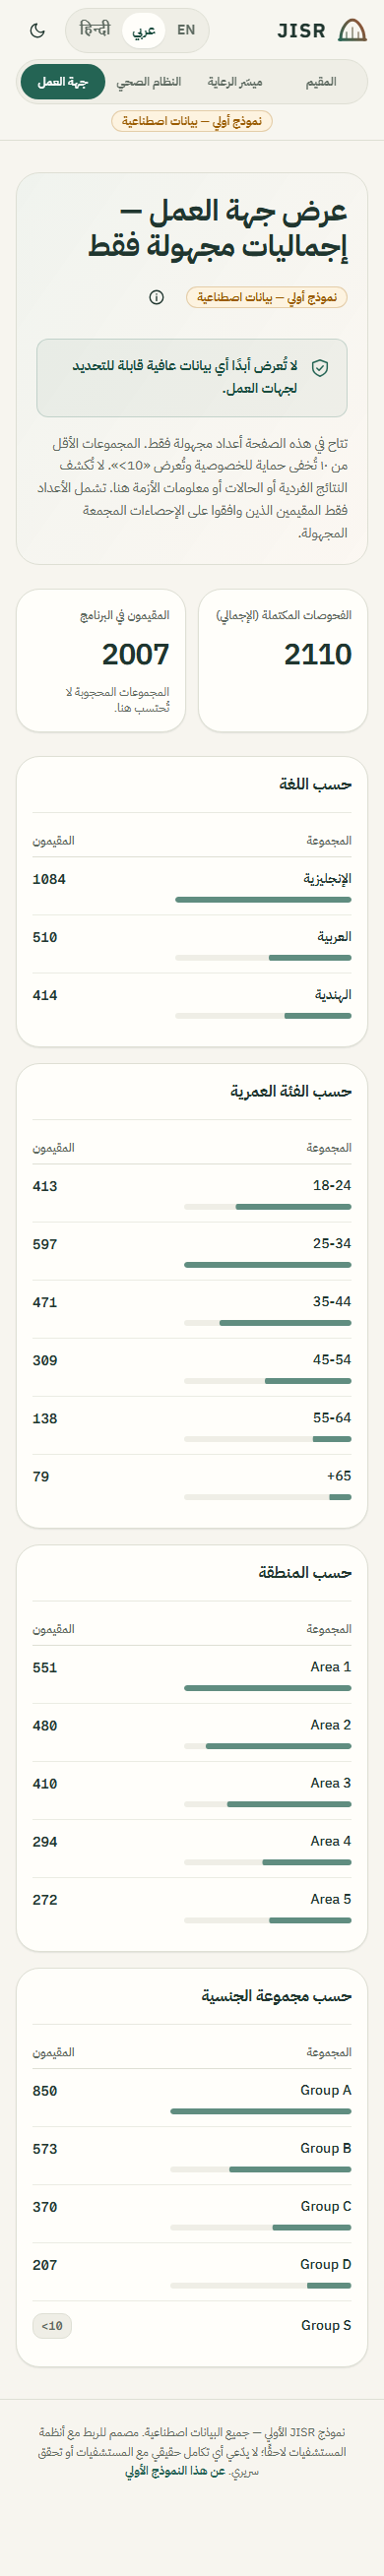 JISR
EN
عربي
हिन्दी
المقيم
ميسّر الرعاية
النظام الصحي
جهة العمل
نموذج أولي — بيانات اصطناعية
عرض جهة العمل —
إجماليات مجهولة فقط
نموذج أولي — بيانات اصطناعية
لا تُعرض أبدًا أي بيانات عافية قابلة للتحديد
لجهات العمل.
تتاح في هذه الصفحة أعداد مجهولة فقط. المجموعات الأقل
من ١٠ تُخفى حماية للخصوصية وتُعرض «10>». لا تُكشف
النتائج الفردية أو الحالات أو معلومات الأزمة هنا. تشمل الأعداد
فقط المقيمين الذين وافقوا على الإحصاءات المجمعة
المجهولة.
الفحوصات المكتملة (الإجمالي)
2110
المقيمون في البرنامج
2007
المجموعات المحجوبة لا
تُحتسب هنا.
حسب اللغة
المجموعة المقيمون
الإنجليزية 1084
العربية 510
الهندية 414
حسب الفئة العمرية
المجموعة المقيمون
18-24 413
25-34 597
35-44 471
45-54 309
55-64 138
+65 79
حسب المنطقة
المجموعة المقيمون
Area 1 551
Area 2 480
Area 3 410
Area 4 294
Area 5 272
حسب مجموعة الجنسية
المجموعة المقيمون
Group A 850
Group B 573
Group C 370
Group D 207
Group S <10
نموذج JISR الأولي — جميع البيانات اصطناعية. مصمم للربط مع أنظمة
المستشفيات لاحقًا؛ لا يدّعي أي تكامل حقيقي مع المستشفيات أو تحقق
سريري. عن هذا النموذج الأولي